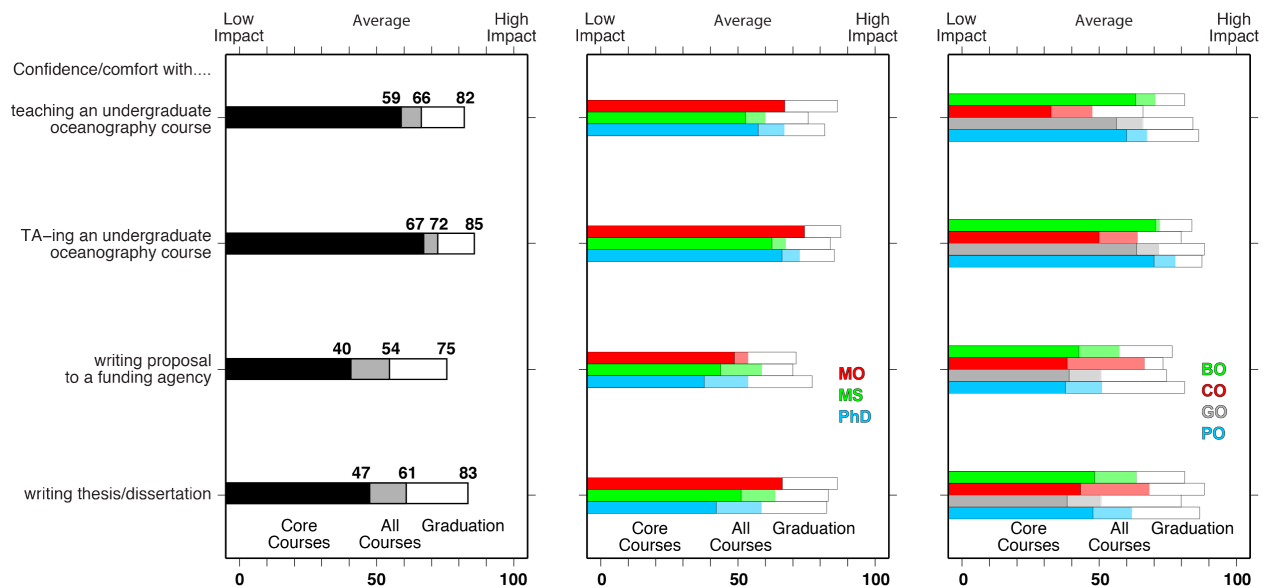 Low
Impact
Average
High
Impact
Low
Impact
Average
High
Impact
Low
Impact
Average
High
Impact
Confidence/comfort with....
teaching an undergraduate
oceanography course
59 66 82
TA–ing an undergraduate
oceanography course
67 72 85
writing proposal
to a funding agency
40 54 75
writing thesis/dissertation
47 61 83
MO
MS
PhD
BO
CO
GO
PO
Core
Courses
All
Courses
Graduation
Core
Courses
All
Courses
Graduation
Core
Courses
All
Courses
Graduation
0 50 100
0 50 100
0 50 100